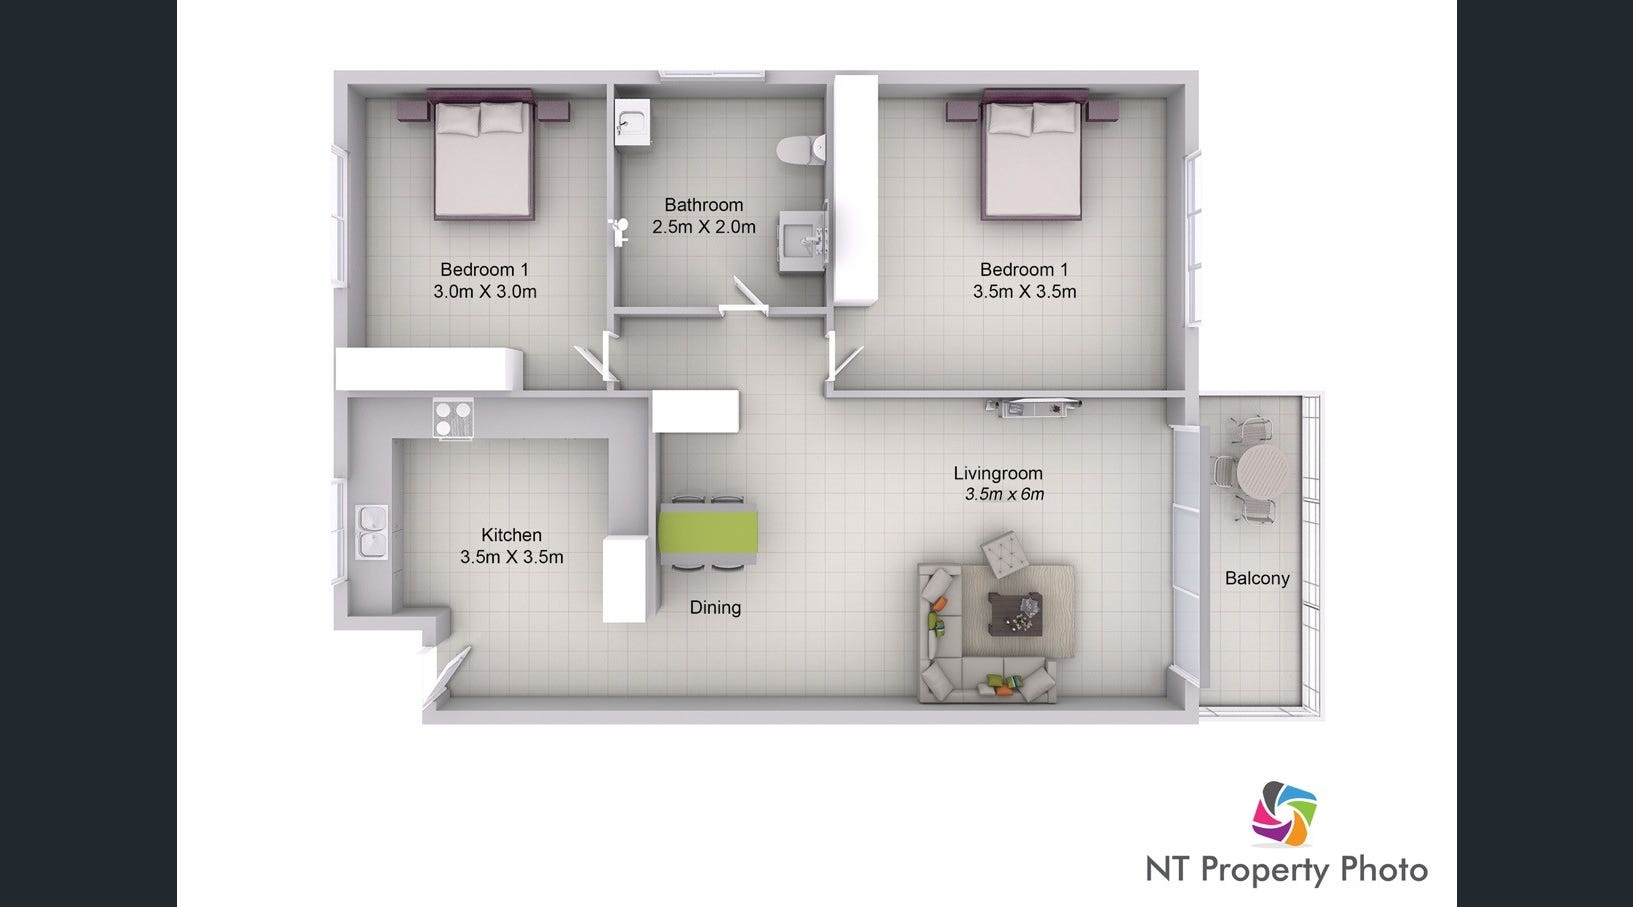 Bathroom
2.5m X 2.0m
Bedroom 1
3.0m X 3.0m
Bedroom 1
3.5m X 3.5m
Livingroom
3.5m x 6m
Kitchen
3.5m X 3.5m
Balcony
Dining
NT Property Photo